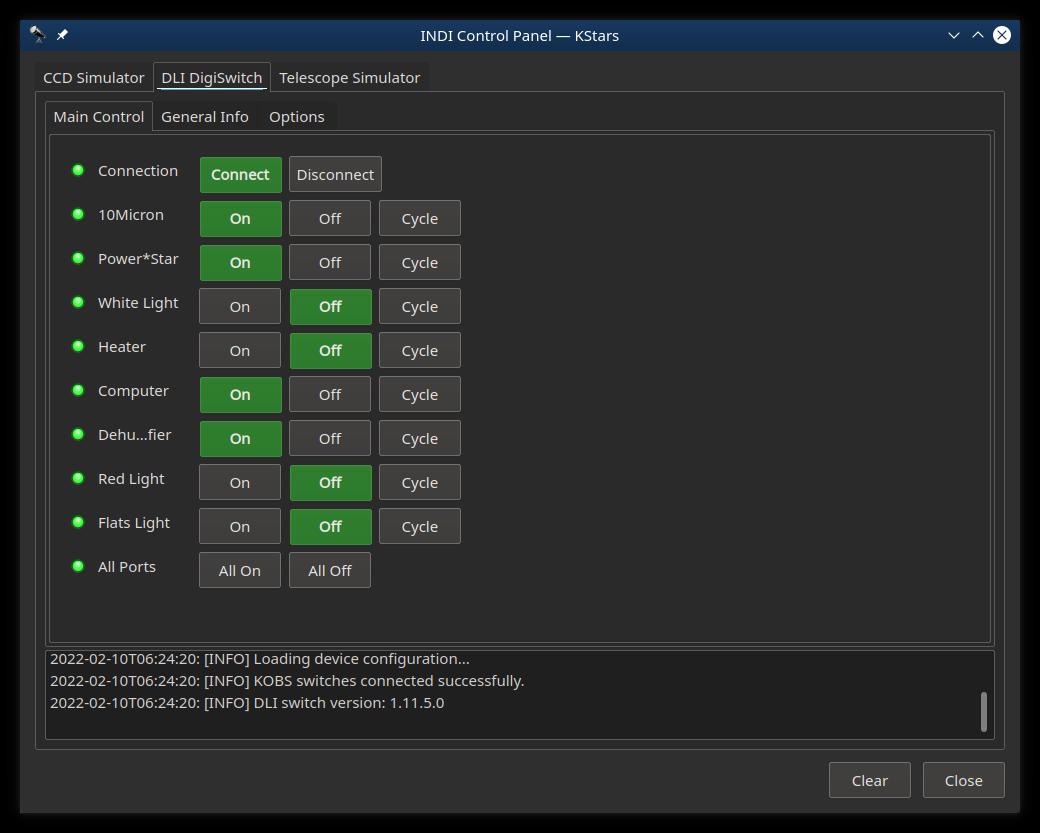 INDI Control Panel — KStars
CCD Simulator DLI DigiSwitch Telescope Simulator
Main Control General Info Options
Connection Connect Disconnect
10Micron On Off Cycle
Power*Star On Off Cycle
White Light On Off Cycle
Heater On Off Cycle
Computer On Off Cycle
Dehu...fier On Off Cycle
Red Light On Off Cycle
Flats Light On Off Cycle
All Ports All On All Off
2022-02-10T06:24:20: [INFO] Loading device configuration...
2022-02-10T06:24:20: [INFO] KOBS switches connected successfully.
2022-02-10T06:24:20: [INFO] DLI switch version: 1.11.5.0
Clear Close